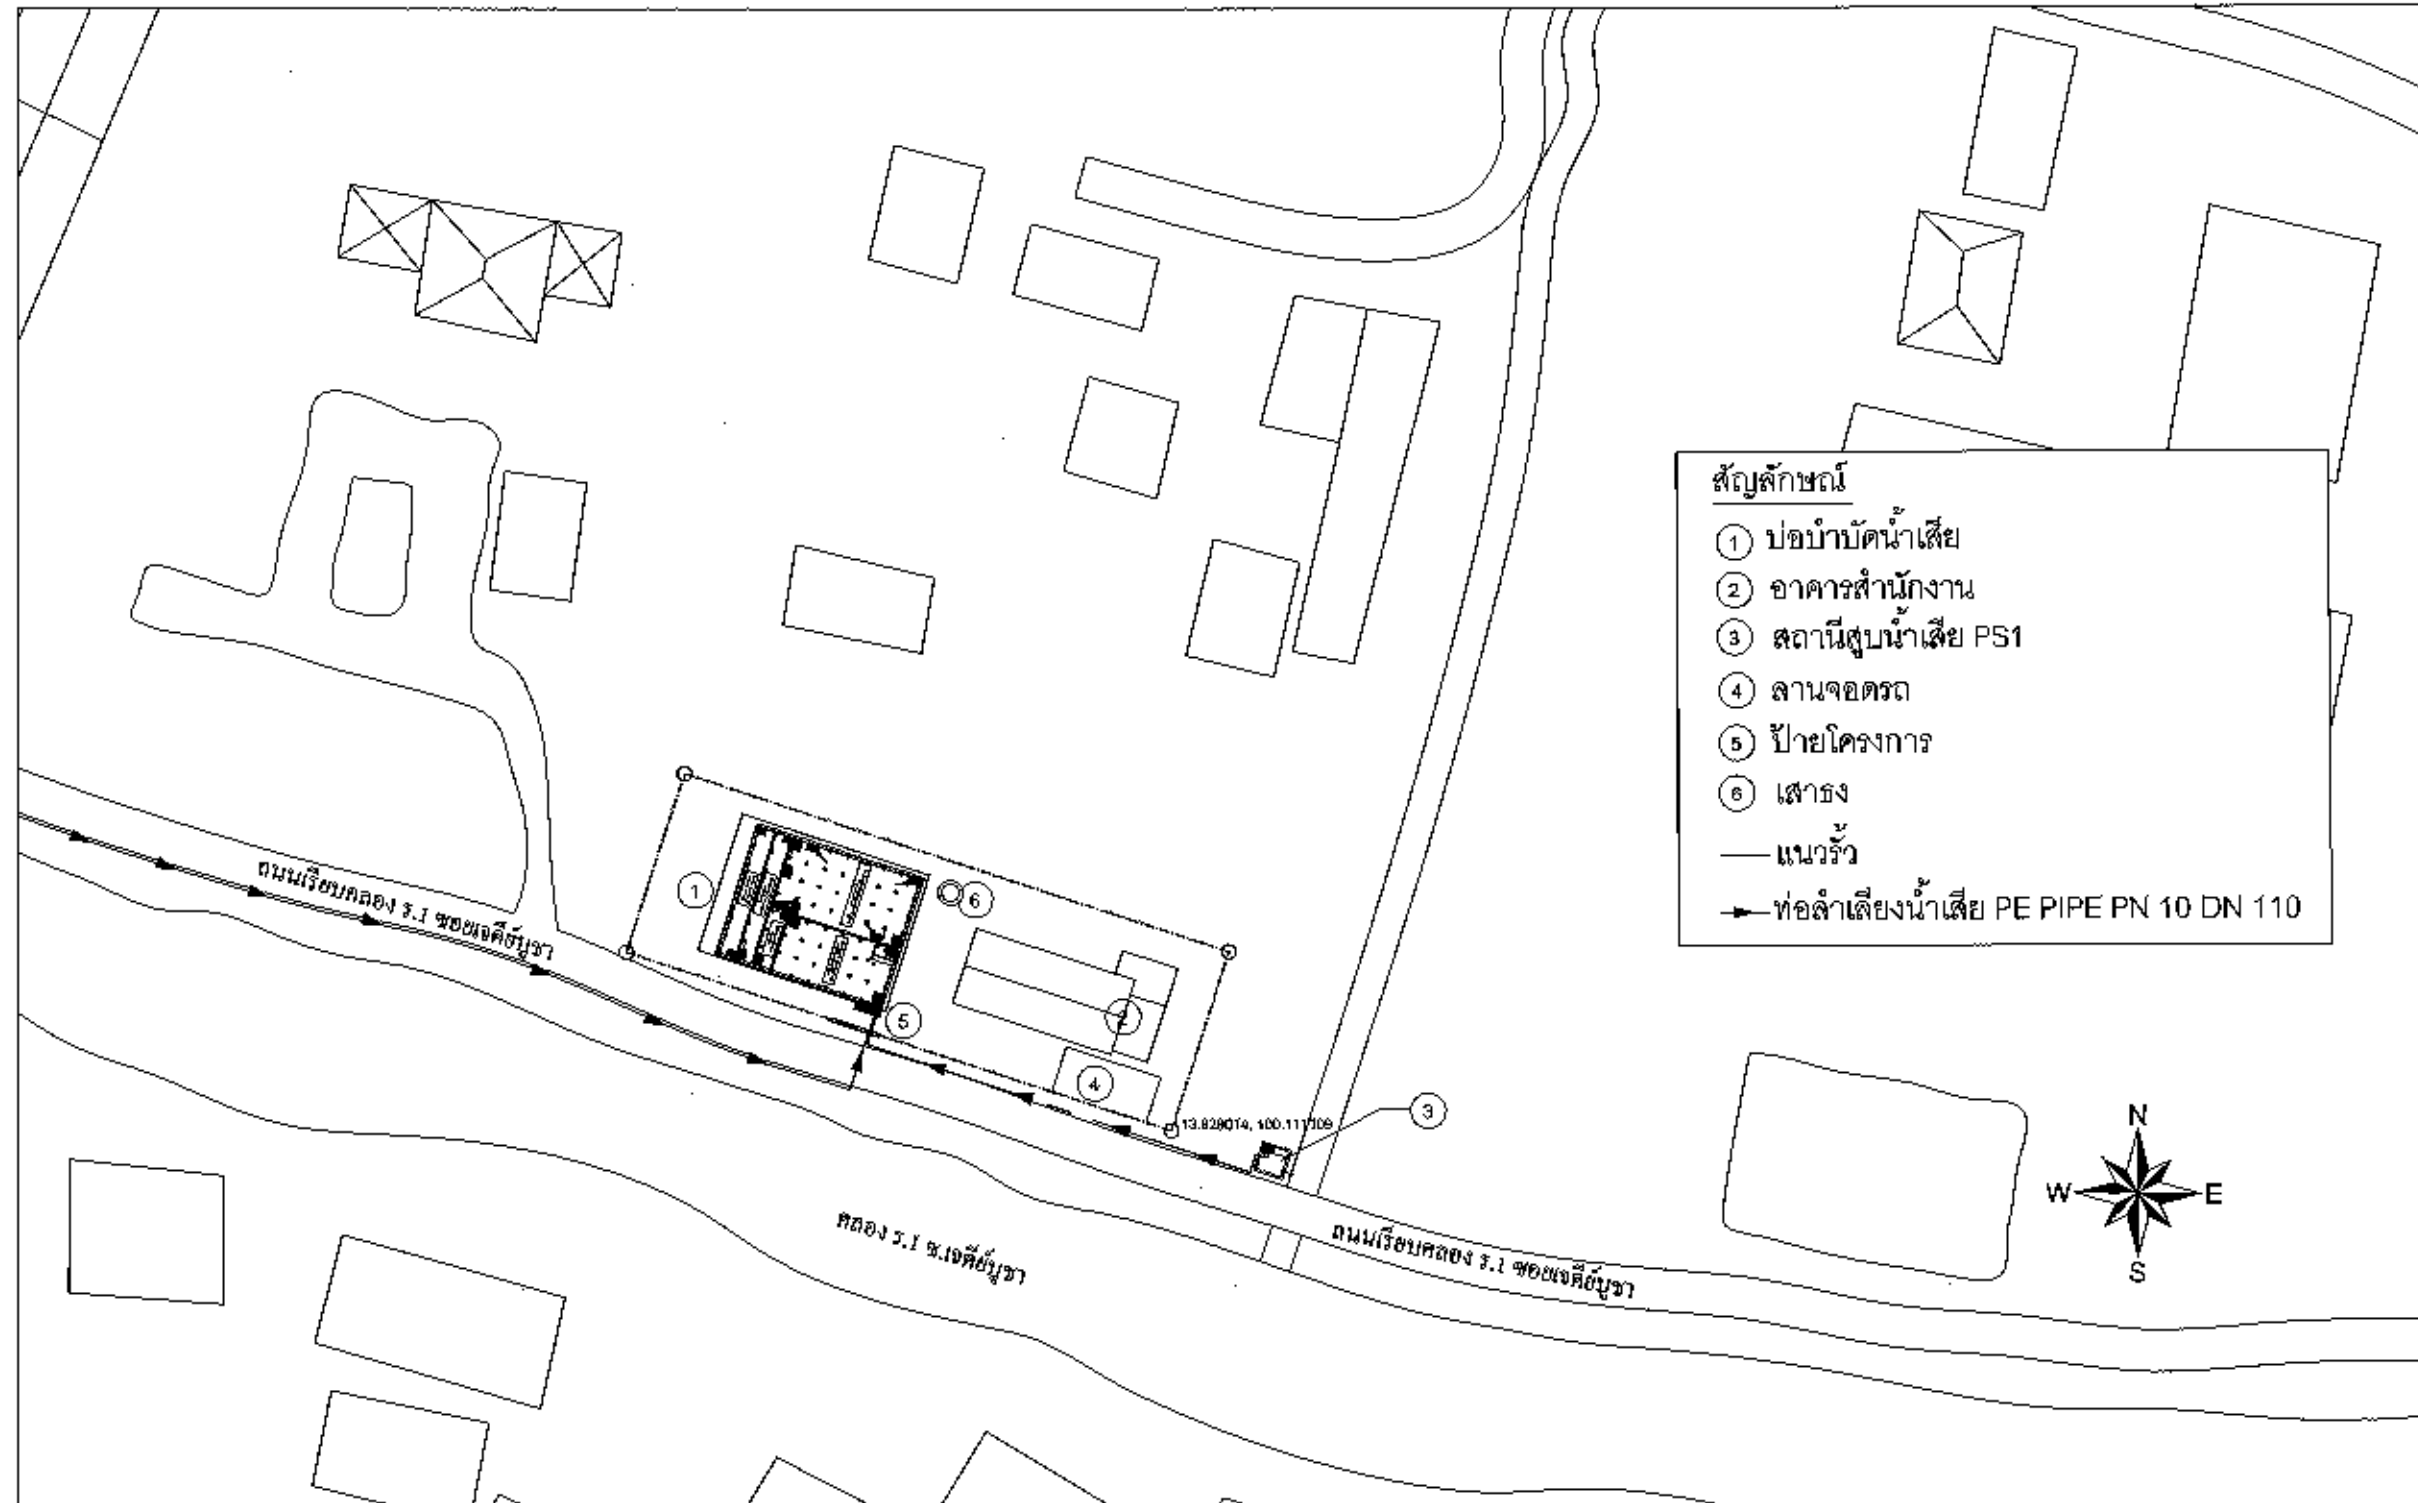 สัญลักษณ์
1 บ่อบำบัดน้ำเสีย
2 อาคารสำนักงาน
3 สถานีสูบน้ำเสีย PS1
4 ลานจอดรถ
5 ป้ายโครงการ
6 เสาธง
แนวรั้ว
ท่อลำเลียงน้ำเสีย PE PIPE PN 10 DN 110
ถนนเรียบคลอง ร.1 ซอยเจดีย์บูชา
1
6
5
2
4
3
คลอง ร.1 ซ.เจดีย์บูชา
ถนนเรียบคลอง ร.1 ซอยเจดีย์บูชา
N
W E
S